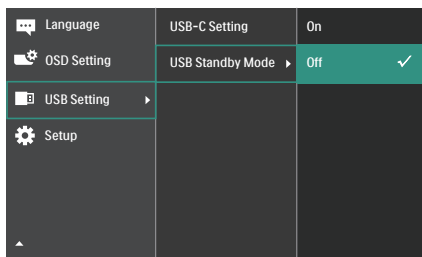 Language
OSD Setting
USB Setting
Setup
USB-C Setting
USB Standby Mode
On
Off